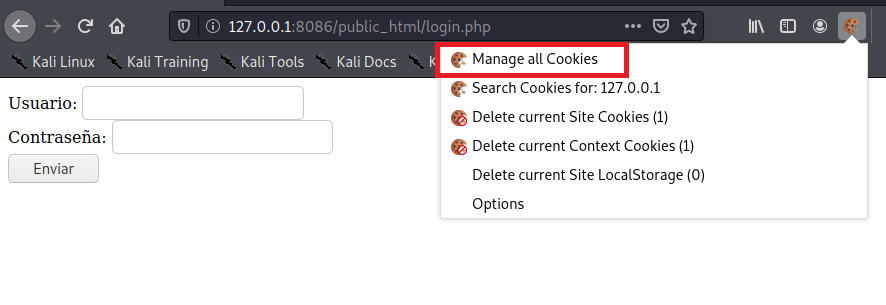 127.0.0.1:8086/public_html/login.php
Kali Linux Kali Training Kali Tools Kali Docs
Manage all Cookies
Search Cookies for: 127.0.0.1
Delete current Site Cookies (1)
Delete current Context Cookies (1)
Delete current Site LocalStorage (0)
Options
Usuario:
Contraseña:
Enviar